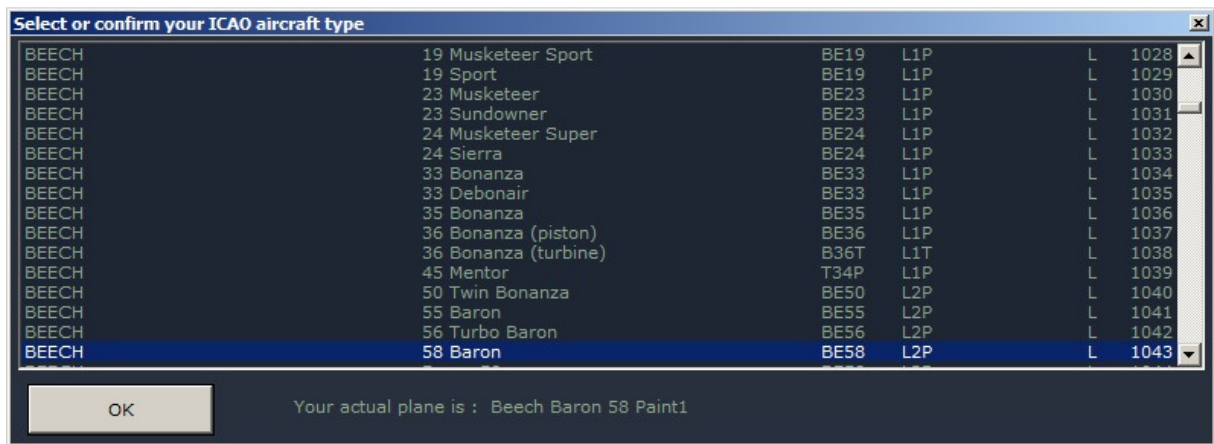 Select or confirm your ICAO aircraft type
BEECH 19 Musketeer Sport BE19 L1P L 1028
BEECH 19 Sport BE19 L1P L 1029
BEECH 23 Musketeer BE23 L1P L 1030
BEECH 23 Sundowner BE23 L1P L 1031
BEECH 24 Musketeer Super BE24 L1P L 1032
BEECH 24 Sierra BE24 L1P L 1033
BEECH 33 Bonanza BE33 L1P L 1034
BEECH 33 Debonair BE33 L1P L 1035
BEECH 35 Bonanza BE35 L1P L 1036
BEECH 36 Bonanza (piston) BE36 L1P L 1037
BEECH 36 Bonanza (turbine) B36T L1T L 1038
BEECH 45 Mentor T34P L1P L 1039
BEECH 50 Twin Bonanza BE50 L2P L 1040
BEECH 55 Baron BE55 L2P L 1041
BEECH 56 Turbo Baron BE56 L2P L 1042
BEECH 58 Baron BE58 L2P L 1043
OK
Your actual plane is : Beech Baron 58 Paint1